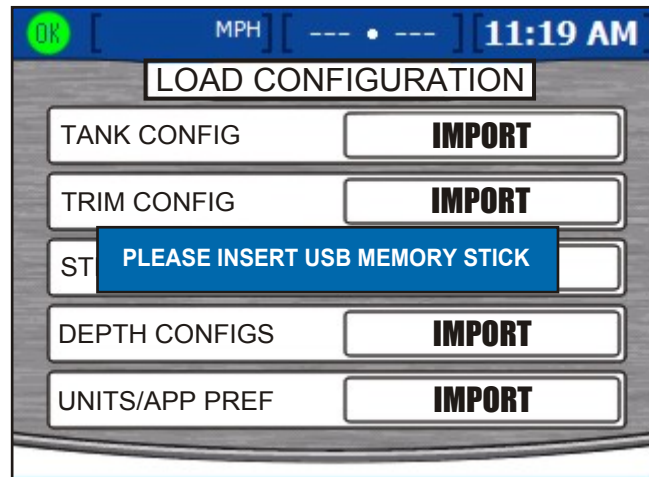 OK [ MPH ][ --- • --- ][ 11:19 AM ]
LOAD CONFIGURATION
TANK CONFIG IMPORT
TRIM CONFIG IMPORT
PLEASE INSERT USB MEMORY STICK
DEPTH CONFIGS IMPORT
UNITS/APP PREF IMPORT